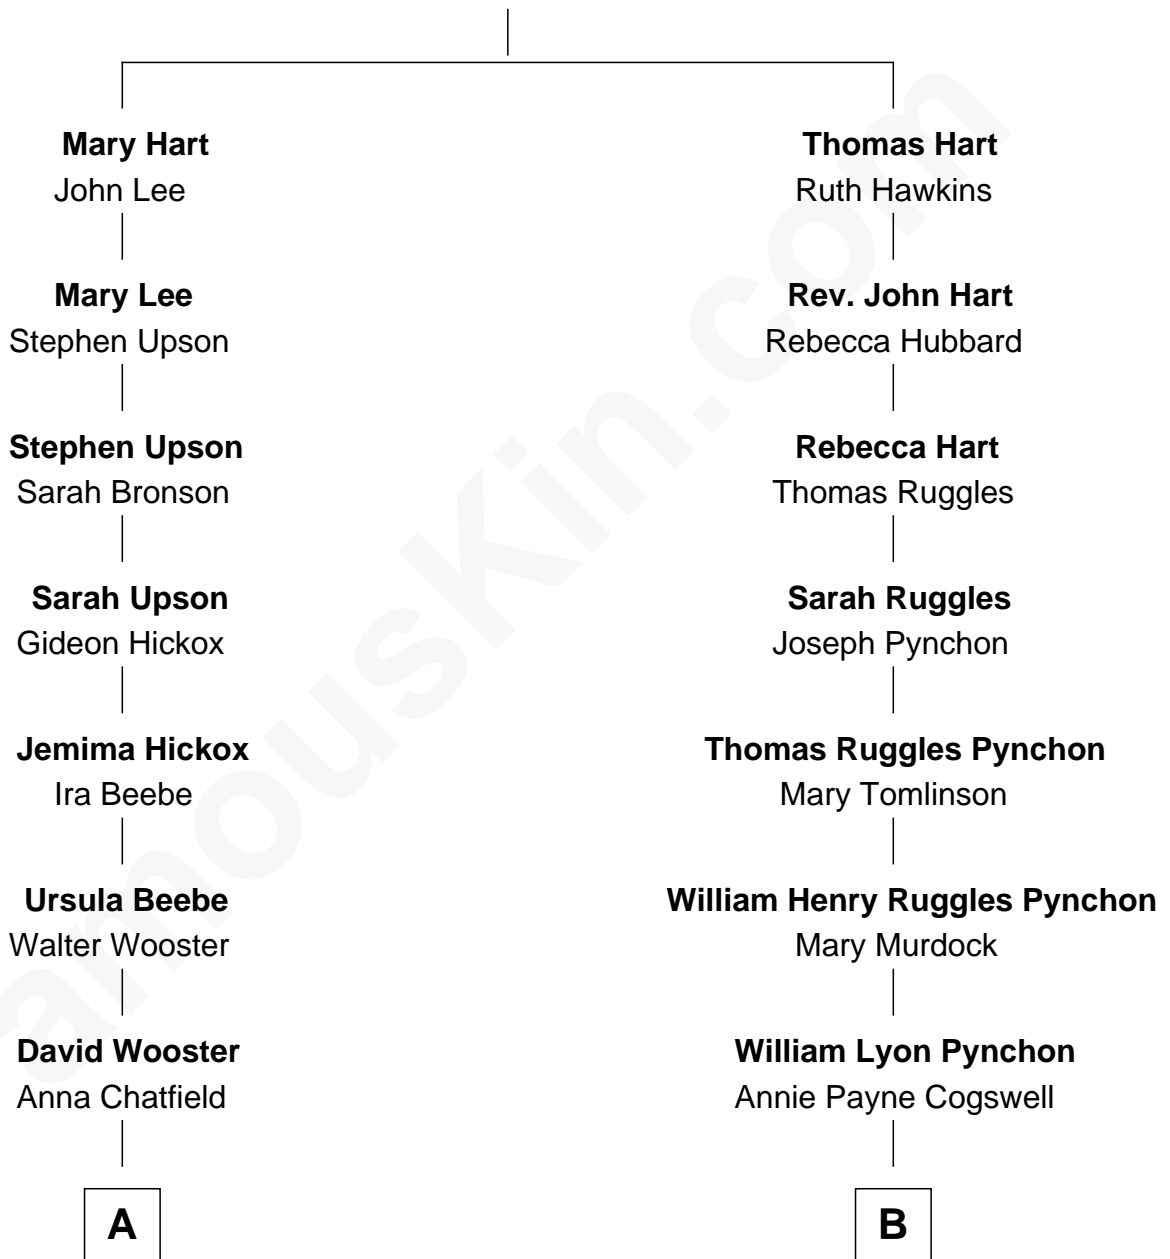 Mary Hart
John Lee
Mary Lee
Stephen Upson
Stephen Upson
Sarah Bronson
Sarah Upson
Gideon Hickox
Jemima Hickox
Ira Beebe
Ursula Beebe
Walter Wooster
David Wooster
Anna Chatfield
A
Thomas Hart
Ruth Hawkins
Rev. John Hart
Rebecca Hubbard
Rebecca Hart
Thomas Ruggles
Sarah Ruggles
Joseph Pynchon
Thomas Ruggles Pynchon
Mary Tomlinson
William Henry Ruggles Pynchon
Mary Murdock
William Lyon Pynchon
Annie Payne Cogswell
B
amouskin.com